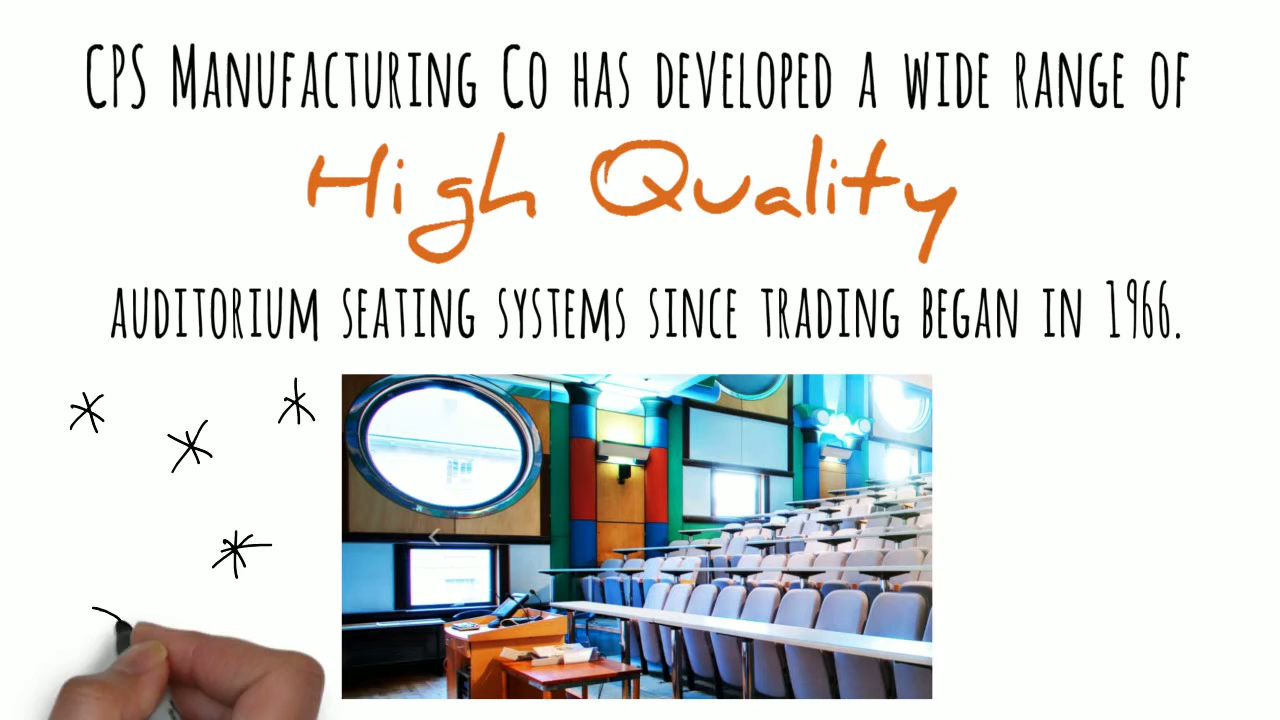 CPS Manufacturing Co has developed a wide range of
High Quality
auditorium seating systems since trading began in 1966.